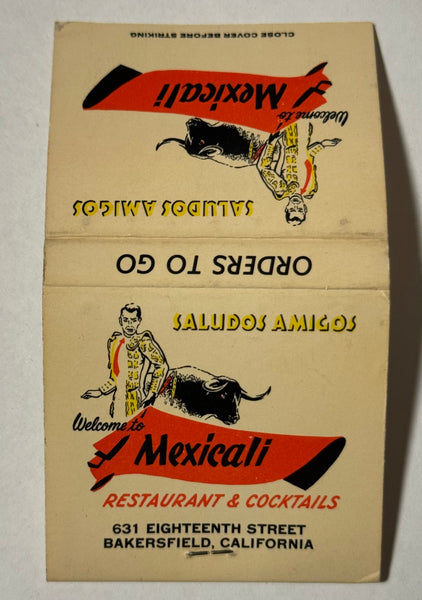 CLOSE COVER BEFORE STRIKING
Welcome to
Mexicali
SALUDOS AMIGOS
ORDERS TO GO
SALUDOS AMIGOS
Welcome to
Mexicali
RESTAURANT & COCKTAILS
631 EIGHTEENTH STREET
BAKERSFIELD, CALIFORNIA